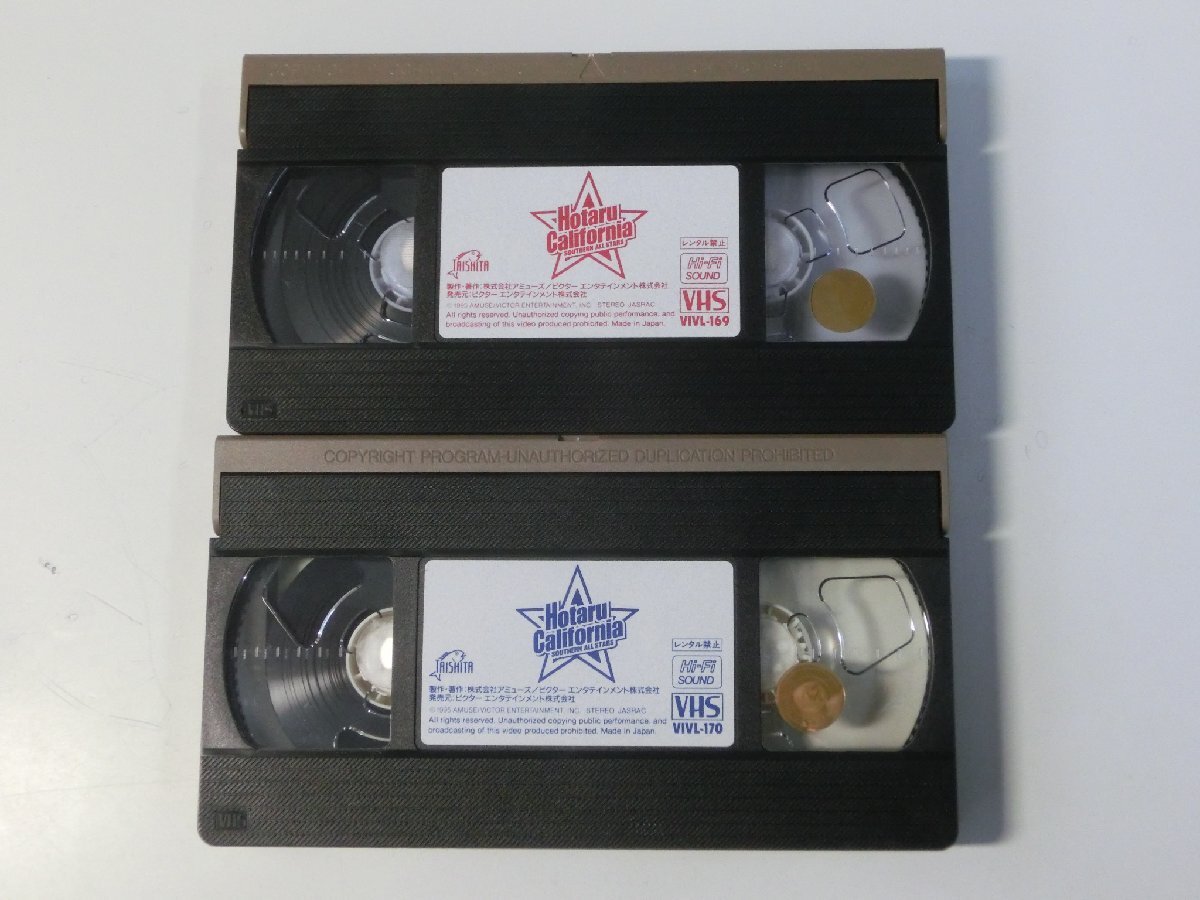 Hotaru
California
SOUTHERN ALL STARS
TAISHITA
レンタル禁止
Hi-Fi
SOUND
製作・著作:株式会社アミューズ/ビクター エンタテインメント株式会社
発売元:ビクター エンタテインメント株式会社
VHS
©1995 AMUSE/VICTOR ENTERTAINMENT, INC. STEREO JASRAC
All rights reserved. Unauthorized copying public performance, and
broadcasting of this video produced prohibited. Made in Japan.
VIVL-169
VHS
COPYRIGHT PROGRAM-UNAUTHORIZED DUPLICATION PROHIBITED
Hotaru
California
SOUTHERN ALL STARS
TAISHITA
レンタル禁止
Hi-Fi
SOUND
製作・著作:株式会社アミューズ/ビクター エンタテインメント株式会社
発売元:ビクター エンタテインメント株式会社
VHS
©1995 AMUSE/VICTOR ENTERTAINMENT, INC. STEREO JASRAC
All rights reserved. Unauthorized copying public performance, and
broadcasting of this video produced prohibited. Made in Japan.
VIVL-170
VHS